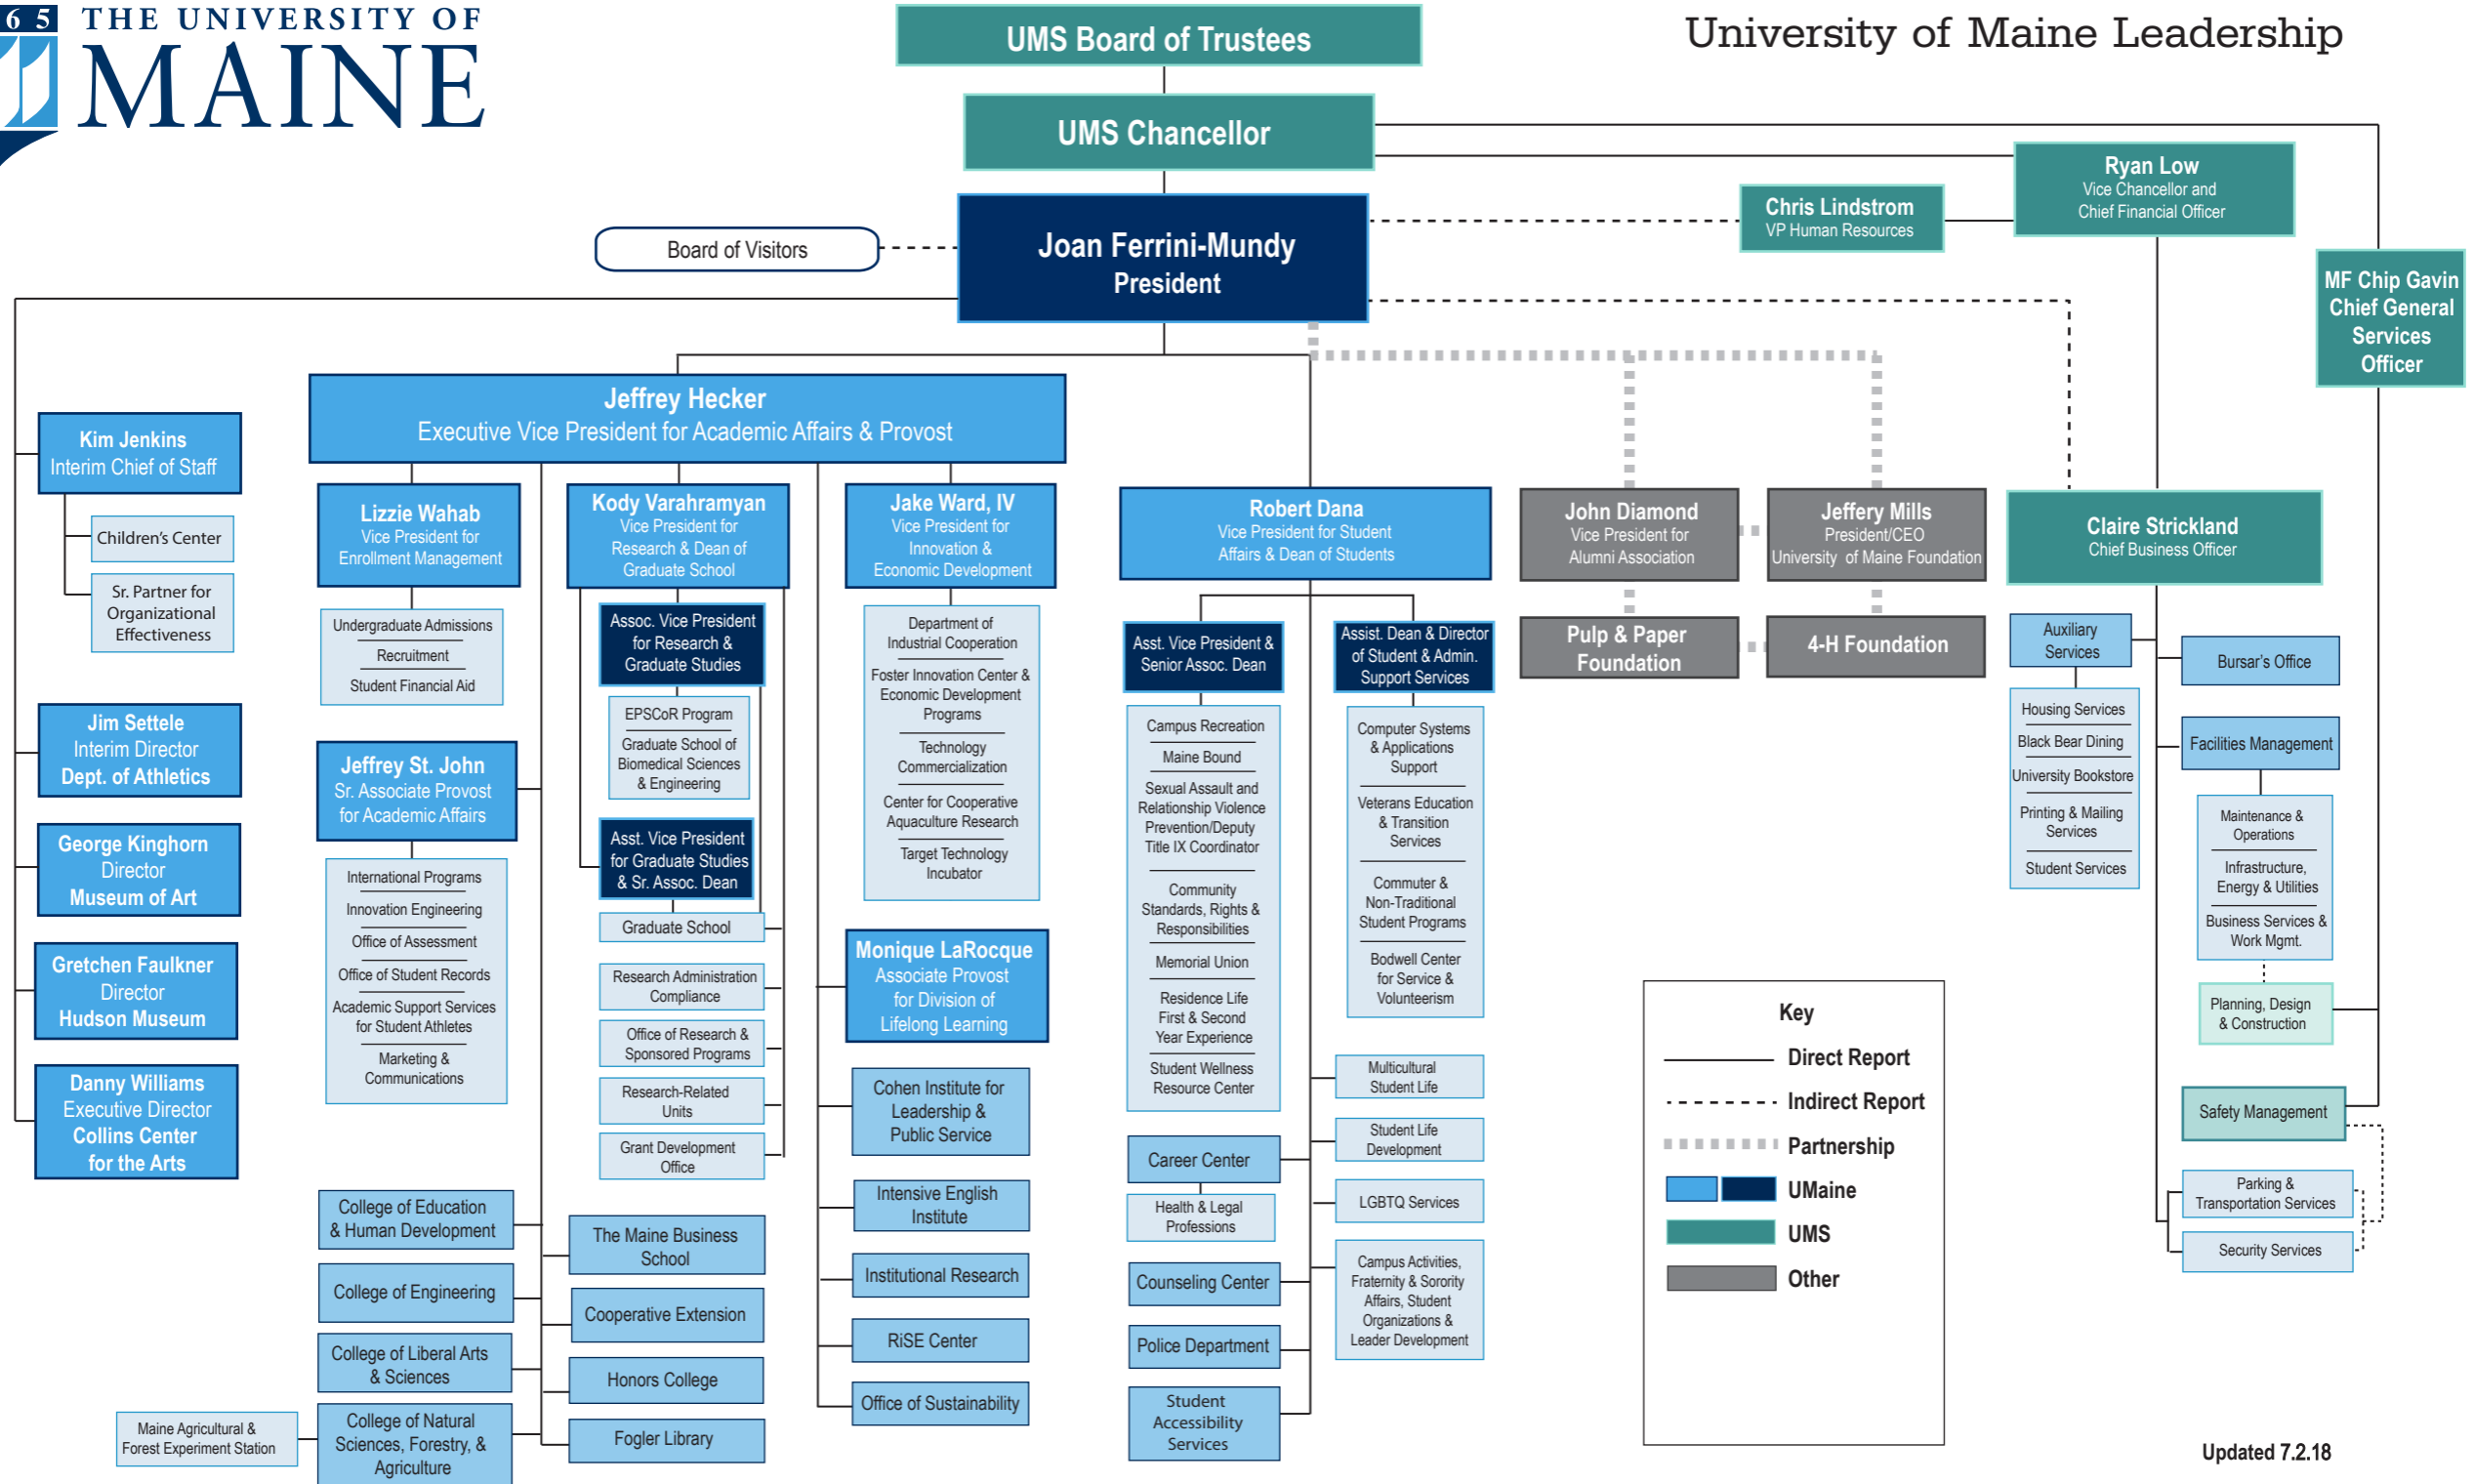 65
THE UNIVERSITY OF
MAINE
University of Maine Leadership
UMS Board of Trustees
UMS Chancellor
Ryan Low
Vice Chancellor and
Chief Financial Officer
Chris Lindstrom
VP Human Resources
Board of Visitors
Joan Ferrini-Mundy
President
MF Chip Gavin
Chief General
Services
Officer
Jeffrey Hecker
Executive Vice President for Academic Affairs & Provost
Kim Jenkins
Interim Chief of Staff
Children's Center
Sr. Partner for
Organizational
Effectiveness
Jim Settele
Interim Director
Dept. of Athletics
George Kinghorn
Director
Museum of Art
Gretchen Faulkner
Director
Hudson Museum
Danny Williams
Executive Director
Collins Center
for the Arts
Lizzie Wahab
Vice President for
Enrollment Management
Undergraduate Admissions
Recruitment
Student Financial Aid
Jeffrey St. John
Sr. Associate Provost
for Academic Affairs
International Programs
Innovation Engineering
Office of Assessment
Office of Student Records
Academic Support Services
for Student Athletes
Marketing &
Communications
College of Education
& Human Development
College of Engineering
College of Liberal Arts
& Sciences
College of Natural
Sciences, Forestry, &
Agriculture
Maine Agricultural &
Forest Experiment Station
Kody Varahramyan
Vice President for
Research & Dean of
Graduate School
Assoc. Vice President
for Research &
Graduate Studies
EPSCoR Program
Graduate School of
Biomedical Sciences
& Engineering
Asst. Vice President
for Graduate Studies
& Sr. Assoc. Dean
Graduate School
Research Administration
Compliance
Office of Research &
Sponsored Programs
Research-Related
Units
Grant Development
Office
The Maine Business
School
Cooperative Extension
Honors College
Fogler Library
Jake Ward, IV
Vice President for
Innovation &
Economic Development
Department of
Industrial Cooperation
Foster Innovation Center &
Economic Development
Programs
Technology
Commercialization
Center for Cooperative
Aquaculture Research
Target Technology
Incubator
Monique LaRocque
Associate Provost
for Division of
Lifelong Learning
Cohen Institute for
Leadership &
Public Service
Intensive English
Institute
Institutional Research
RiSE Center
Office of Sustainability
Robert Dana
Vice President for Student
Affairs & Dean of Students
Asst. Vice President &
Senior Assoc. Dean
Campus Recreation
Maine Bound
Sexual Assault and
Relationship Violence
Prevention/Deputy
Title IX Coordinator
Community
Standards, Rights &
Responsibilities
Memorial Union
Residence Life
First & Second
Year Experience
Student Wellness
Resource Center
Career Center
Health & Legal
Professions
Counseling Center
Police Department
Student
Accessibility
Services
Assist. Dean & Director
of Student & Admin.
Support Services
Computer Systems
& Applications
Support
Veterans Education
& Transition
Services
Commuter &
Non-Traditional
Student Programs
Bodwell Center
for Service &
Volunteerism
Multicultural
Student Life
Student Life
Development
LGBTQ Services
Campus Activities,
Fraternity & Sorority
Affairs, Student
Organizations &
Leader Development
John Diamond
Vice President for
Alumni Association
Jeffery Mills
President/CEO
University of Maine Foundation
Pulp & Paper
Foundation
4-H Foundation
Claire Strickland
Chief Business Officer
Auxiliary
Services
Housing Services
Black Bear Dining
University Bookstore
Printing & Mailing
Services
Student Services
Bursar's Office
Facilities Management
Maintenance &
Operations
Infrastructure,
Energy & Utilities
Business Services &
Work Mgmt.
Planning, Design
& Construction
Safety Management
Parking &
Transportation Services
Security Services
Key
Direct Report
Indirect Report
Partnership
UMaine
UMS
Other
Updated 7.2.18